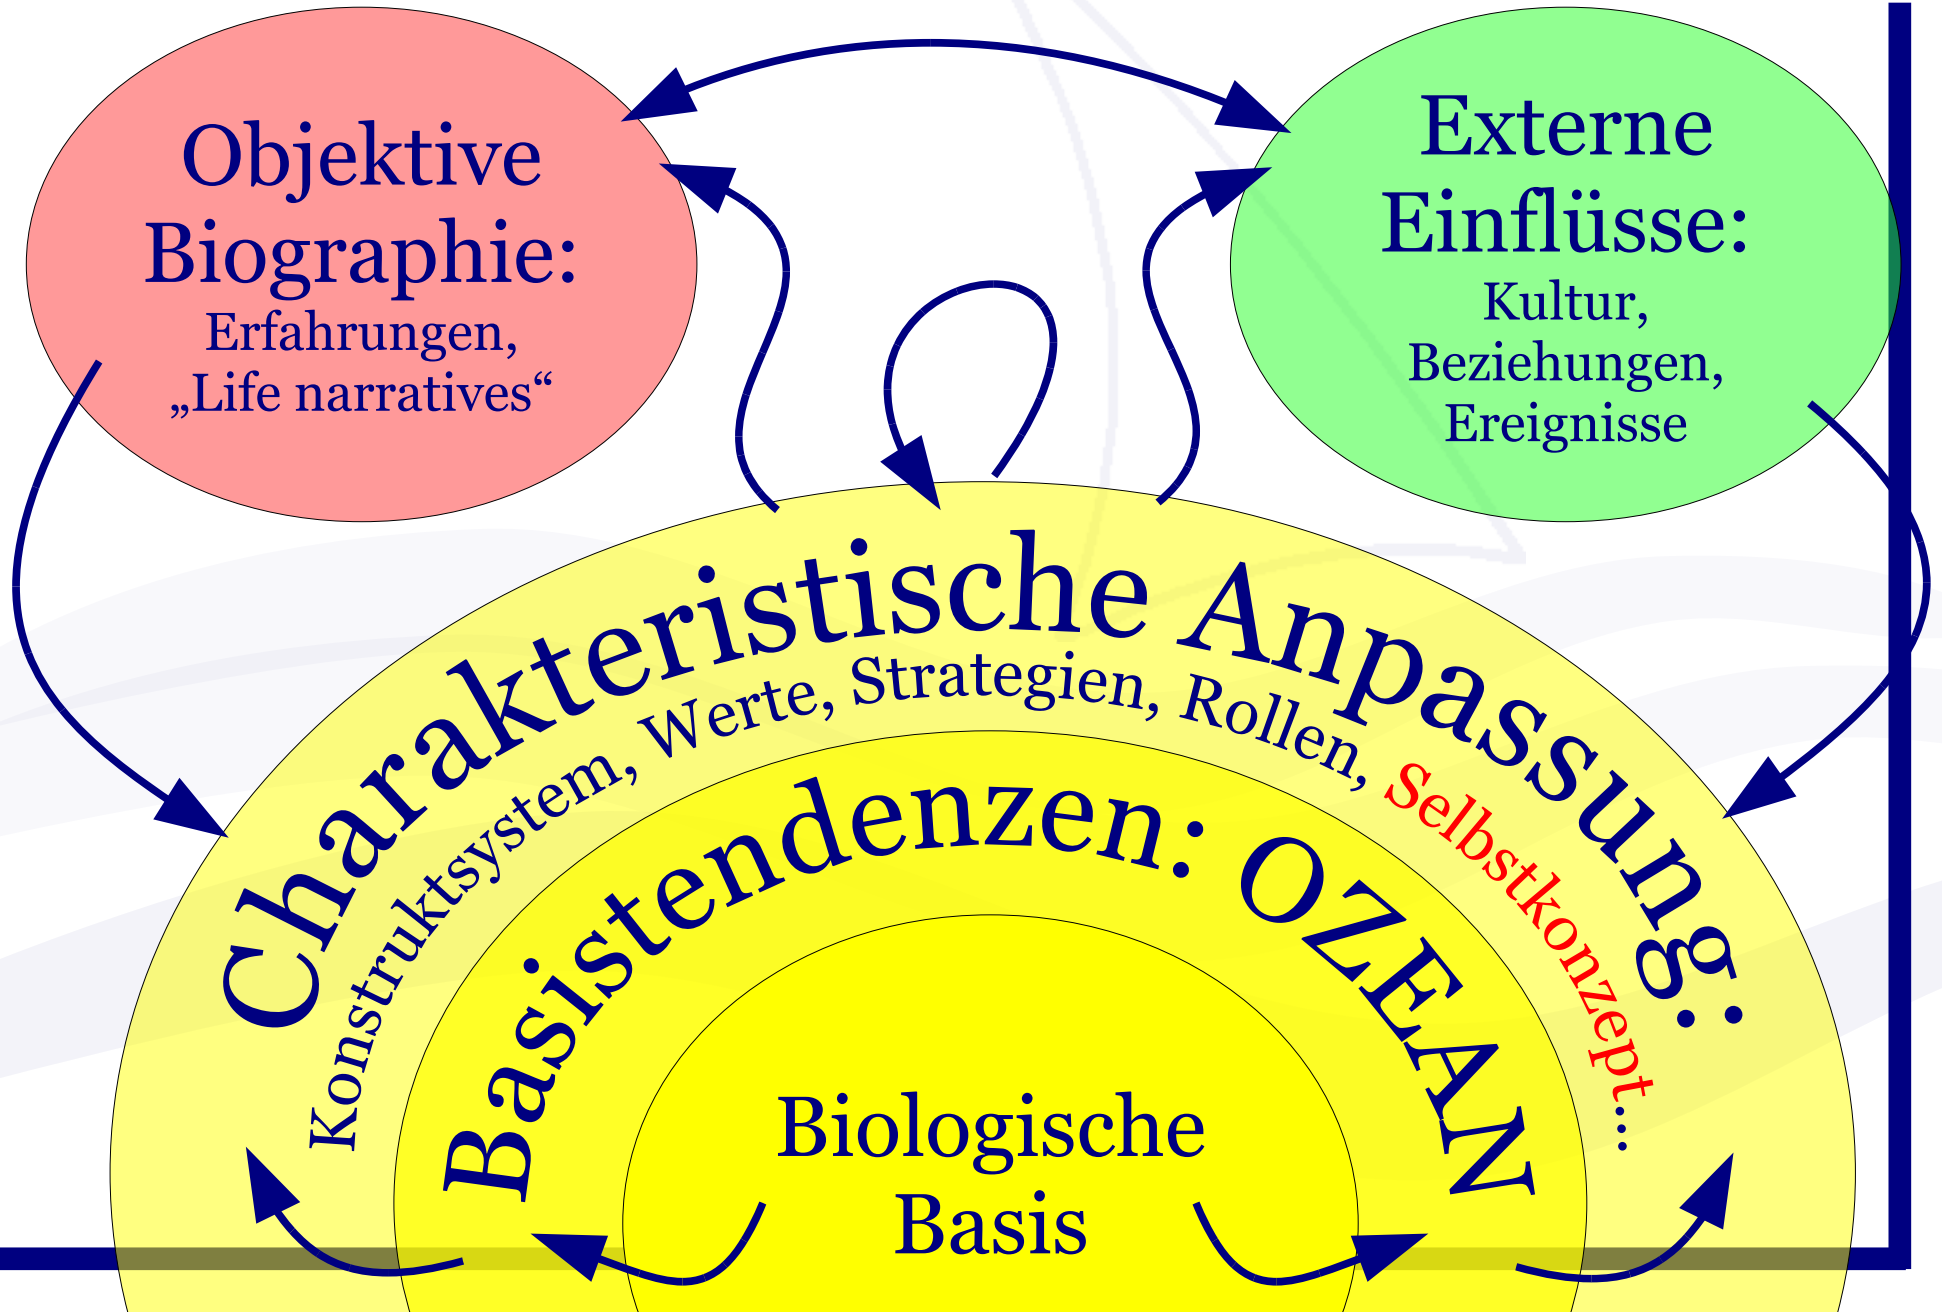 Objektive
Biographie:
Erfahrungen,
„Life narratives“
Externe
Einflüsse:
Kultur,
Beziehungen,
Ereignisse
Charakteristische Anpassung:
Konstruktsystem, Werte, Strategien, Rollen, Selbstkonzept...
Basistendenzen: OZEAN
Biologische
Basis